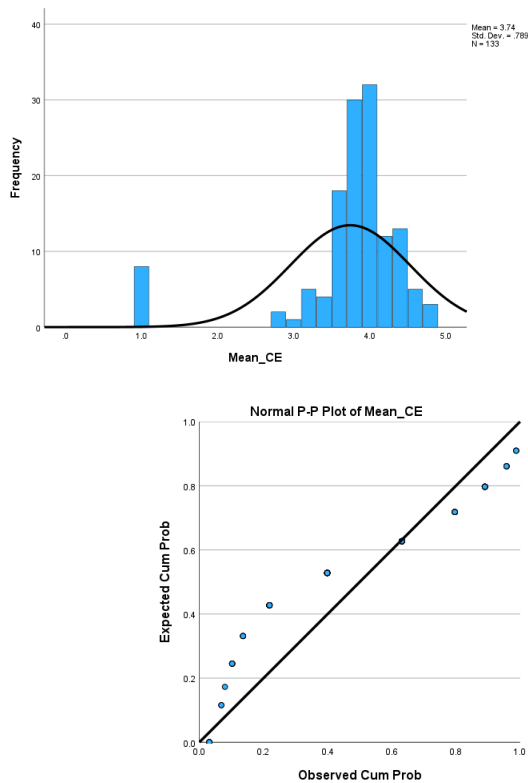 Mean = 3.74
Std. Dev. = .789
N = 133
40
30
20
10
0
Frequency
.0 1.0 2.0 3.0 4.0 5.0
Mean_CE
Normal P-P Plot of Mean_CE
1.0
0.8
0.6
0.4
0.2
0.0
Expected Cum Prob
0.0 0.2 0.4 0.6 0.8 1.0
Observed Cum Prob